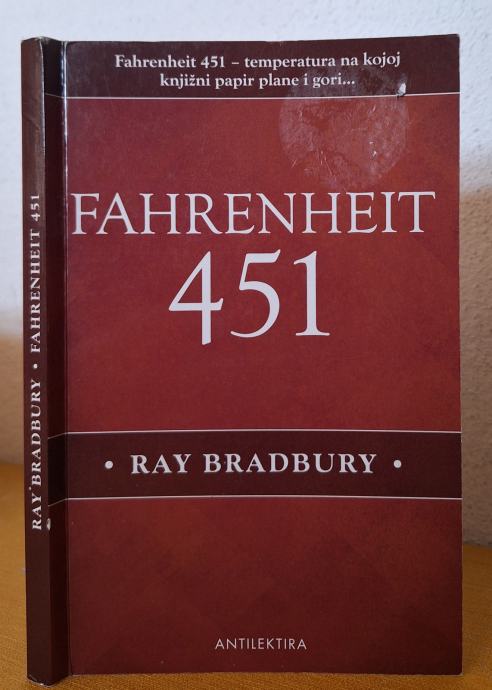 Fahrenheit 451 – temperatura na kojoj
knjižni papir plane i gori...
FAHRENHEIT
451
• RAY BRADBURY •
ANTILEKTIRA
RAY BRADBURY • FAHRENHEIT 451